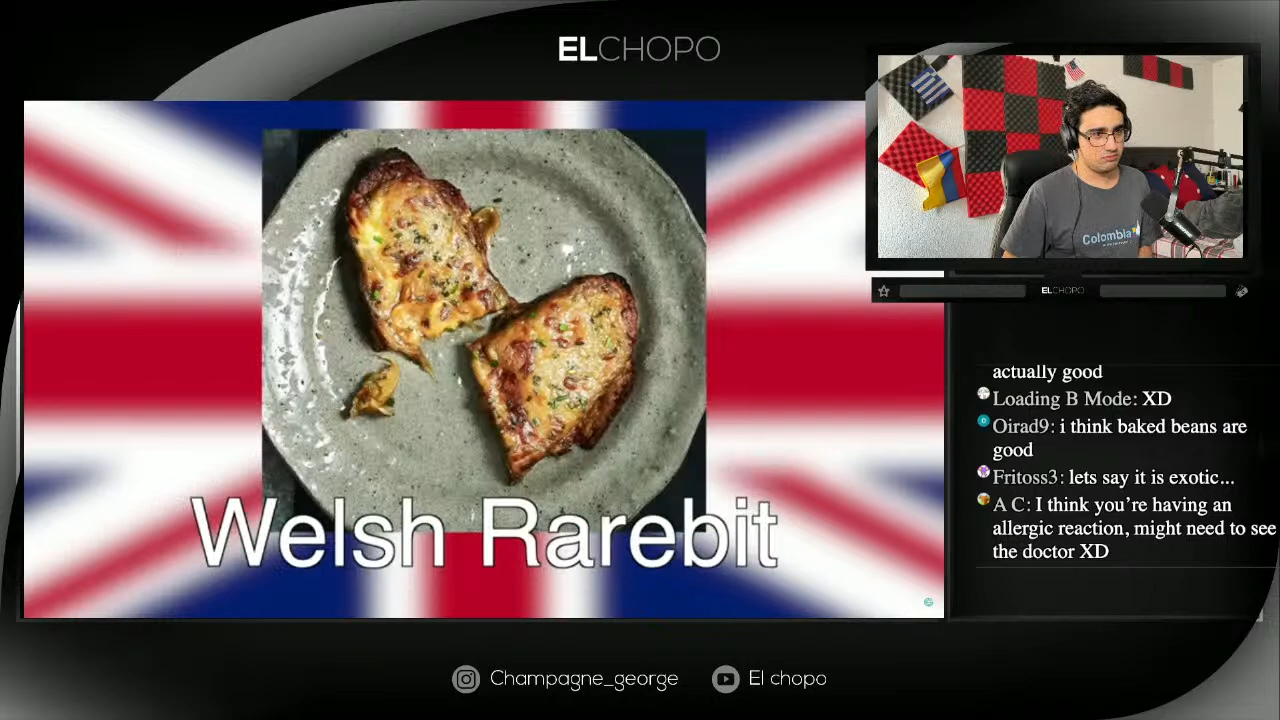 ELCHOPO
Colombia
ELCHOPO
actually good
Loading B Mode: XD
Oirad9: i think baked beans are
good
Fritoss3: lets say it is exotic...
A C: I think you’re having an
allergic reaction, might need to see
the doctor XD
Welsh Rarebit
Champagne_george
El chopo